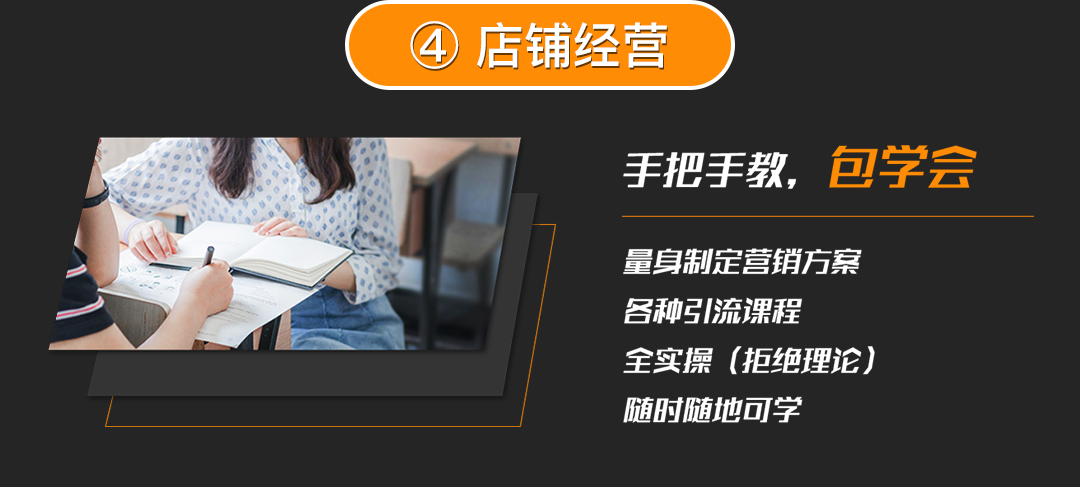 ④ 店铺经营
手把手教，包学会
量身制定营销方案
各种引流课程
全实操（拒绝理论）
随时随地可学